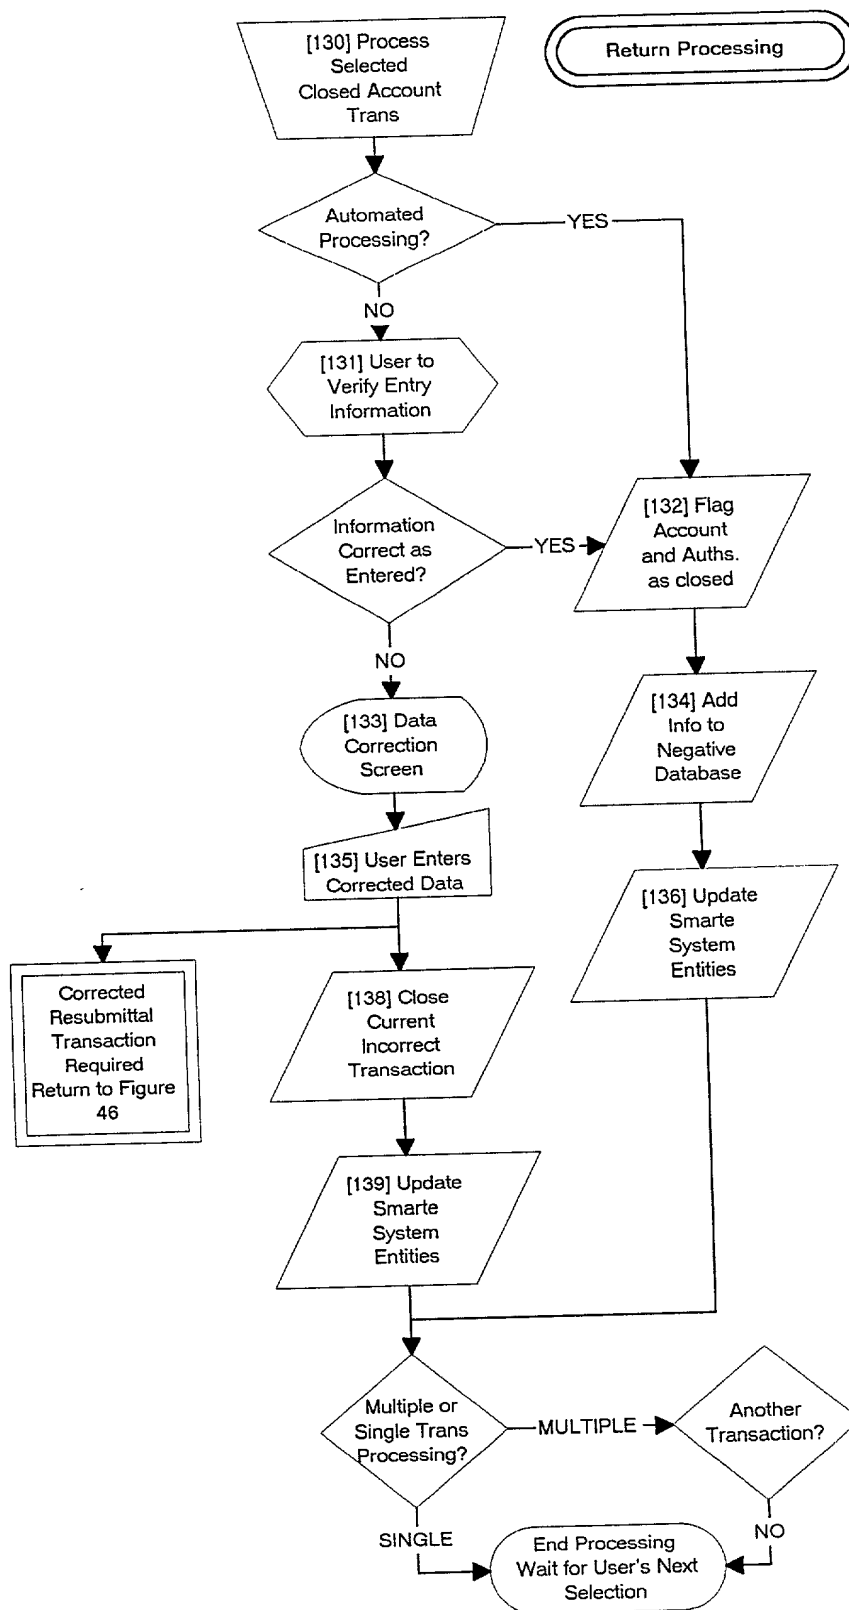 [130] Process
Selected
Closed Account
Trans
Return Processing
Automated
Processing?
YES
NO
[131] User to
Verify Entry
Information
Information
Correct as
Entered?
YES
[132] Flag
Account
and Auths.
as closed
NO
[133] Data
Correction
Screen
[134] Add
Info to
Negative
Database
[135] User Enters
Corrected Data
[136] Update
Smarte
System
Entities
Corrected
Resubmittal
Transaction
Required
Return to Figure
46
[138] Close
Current
Incorrect
Transaction
[139] Update
Smarte
System
Entities
Multiple or
Single Trans
Processing?
MULTIPLE
Another
Transaction?
SINGLE
NO
End Processing
Wait for User's Next
Selection